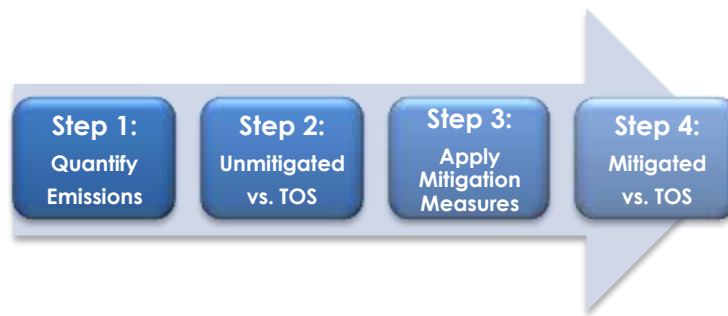 Step 1:
Quantify
Emissions
Step 2:
Unmitigated
vs. TOS
Step 3:
Apply
Mitigation
Measures
Step 4:
Mitigated
vs. TOS